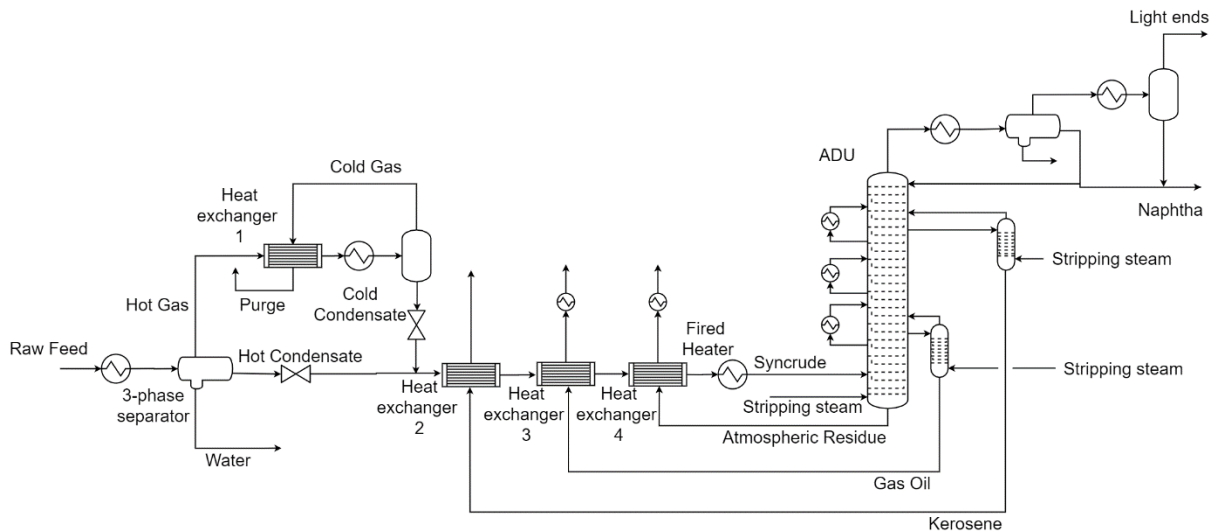 Light ends
ADU
Cold Gas
Heat
exchanger
1
Naphtha
Stripping steam
Purge
Cold
Condensate
Hot Gas
Fired
Heater
Raw Feed
Hot Condensate
Syncrude
Stripping steam
3-phase
separator
Heat
exchanger
2
Heat
exchanger
3
Heat
exchanger
4
Stripping steam
Atmospheric Residue
Water
Gas Oil
Kerosene